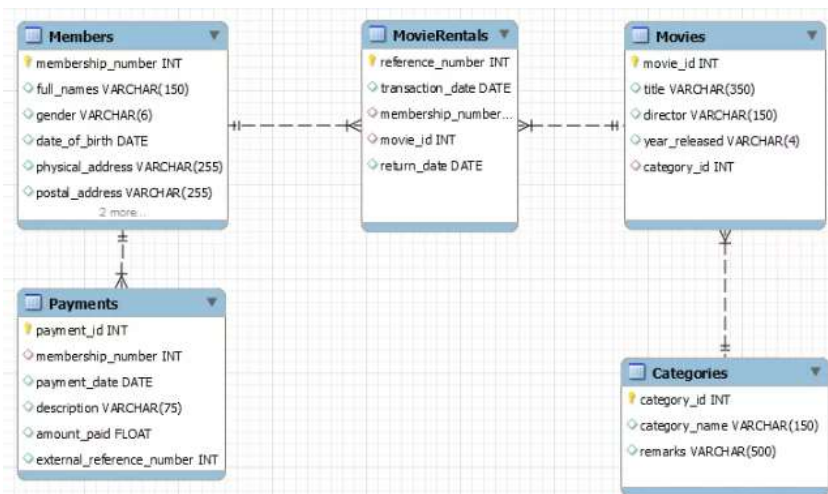 Members
membership_number INT
full_names VARCHAR(150)
gender VARCHAR(6)
date_of_birth DATE
physical_address VARCHAR(255)
postal_address VARCHAR(255)
2 more...
MovieRentals
reference_number INT
transaction_date DATE
membership_number...
movie_id INT
return_date DATE
Movies
movie_id INT
title VARCHAR(350)
director VARCHAR(150)
year_released VARCHAR(4)
category_id INT
Payments
payment_id INT
membership_number INT
payment_date DATE
description VARCHAR(75)
amount_paid FLOAT
external_reference_number INT
Categories
category_id INT
category_name VARCHAR(150)
remarks VARCHAR(500)